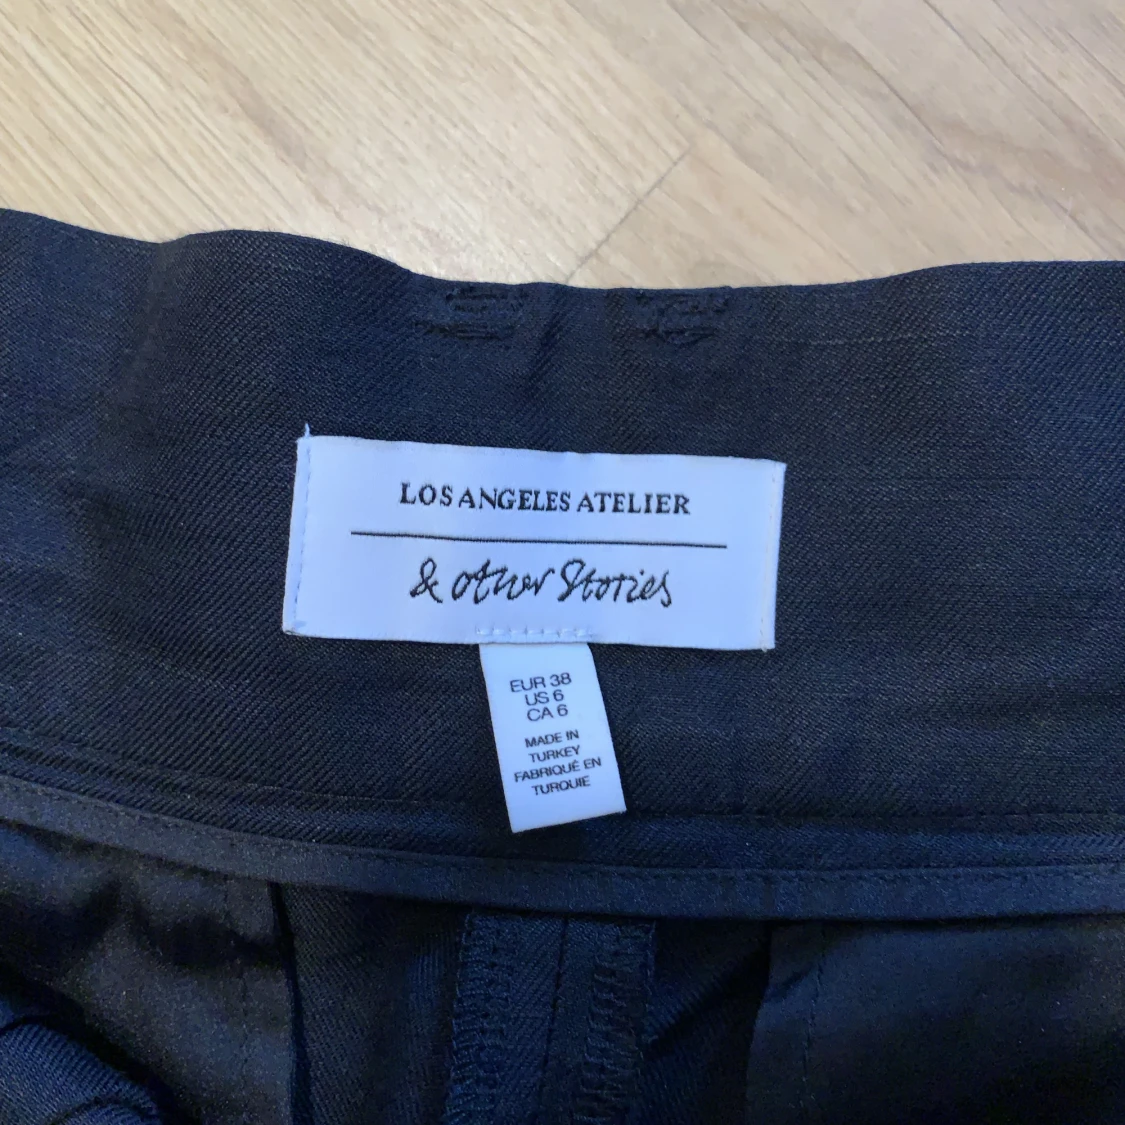 LOS ANGELES ATELIER
& other Stories
EUR 38
US 6
CA 6
MADE IN
TURKEY
FABRIQUÉ EN
TURQUIE